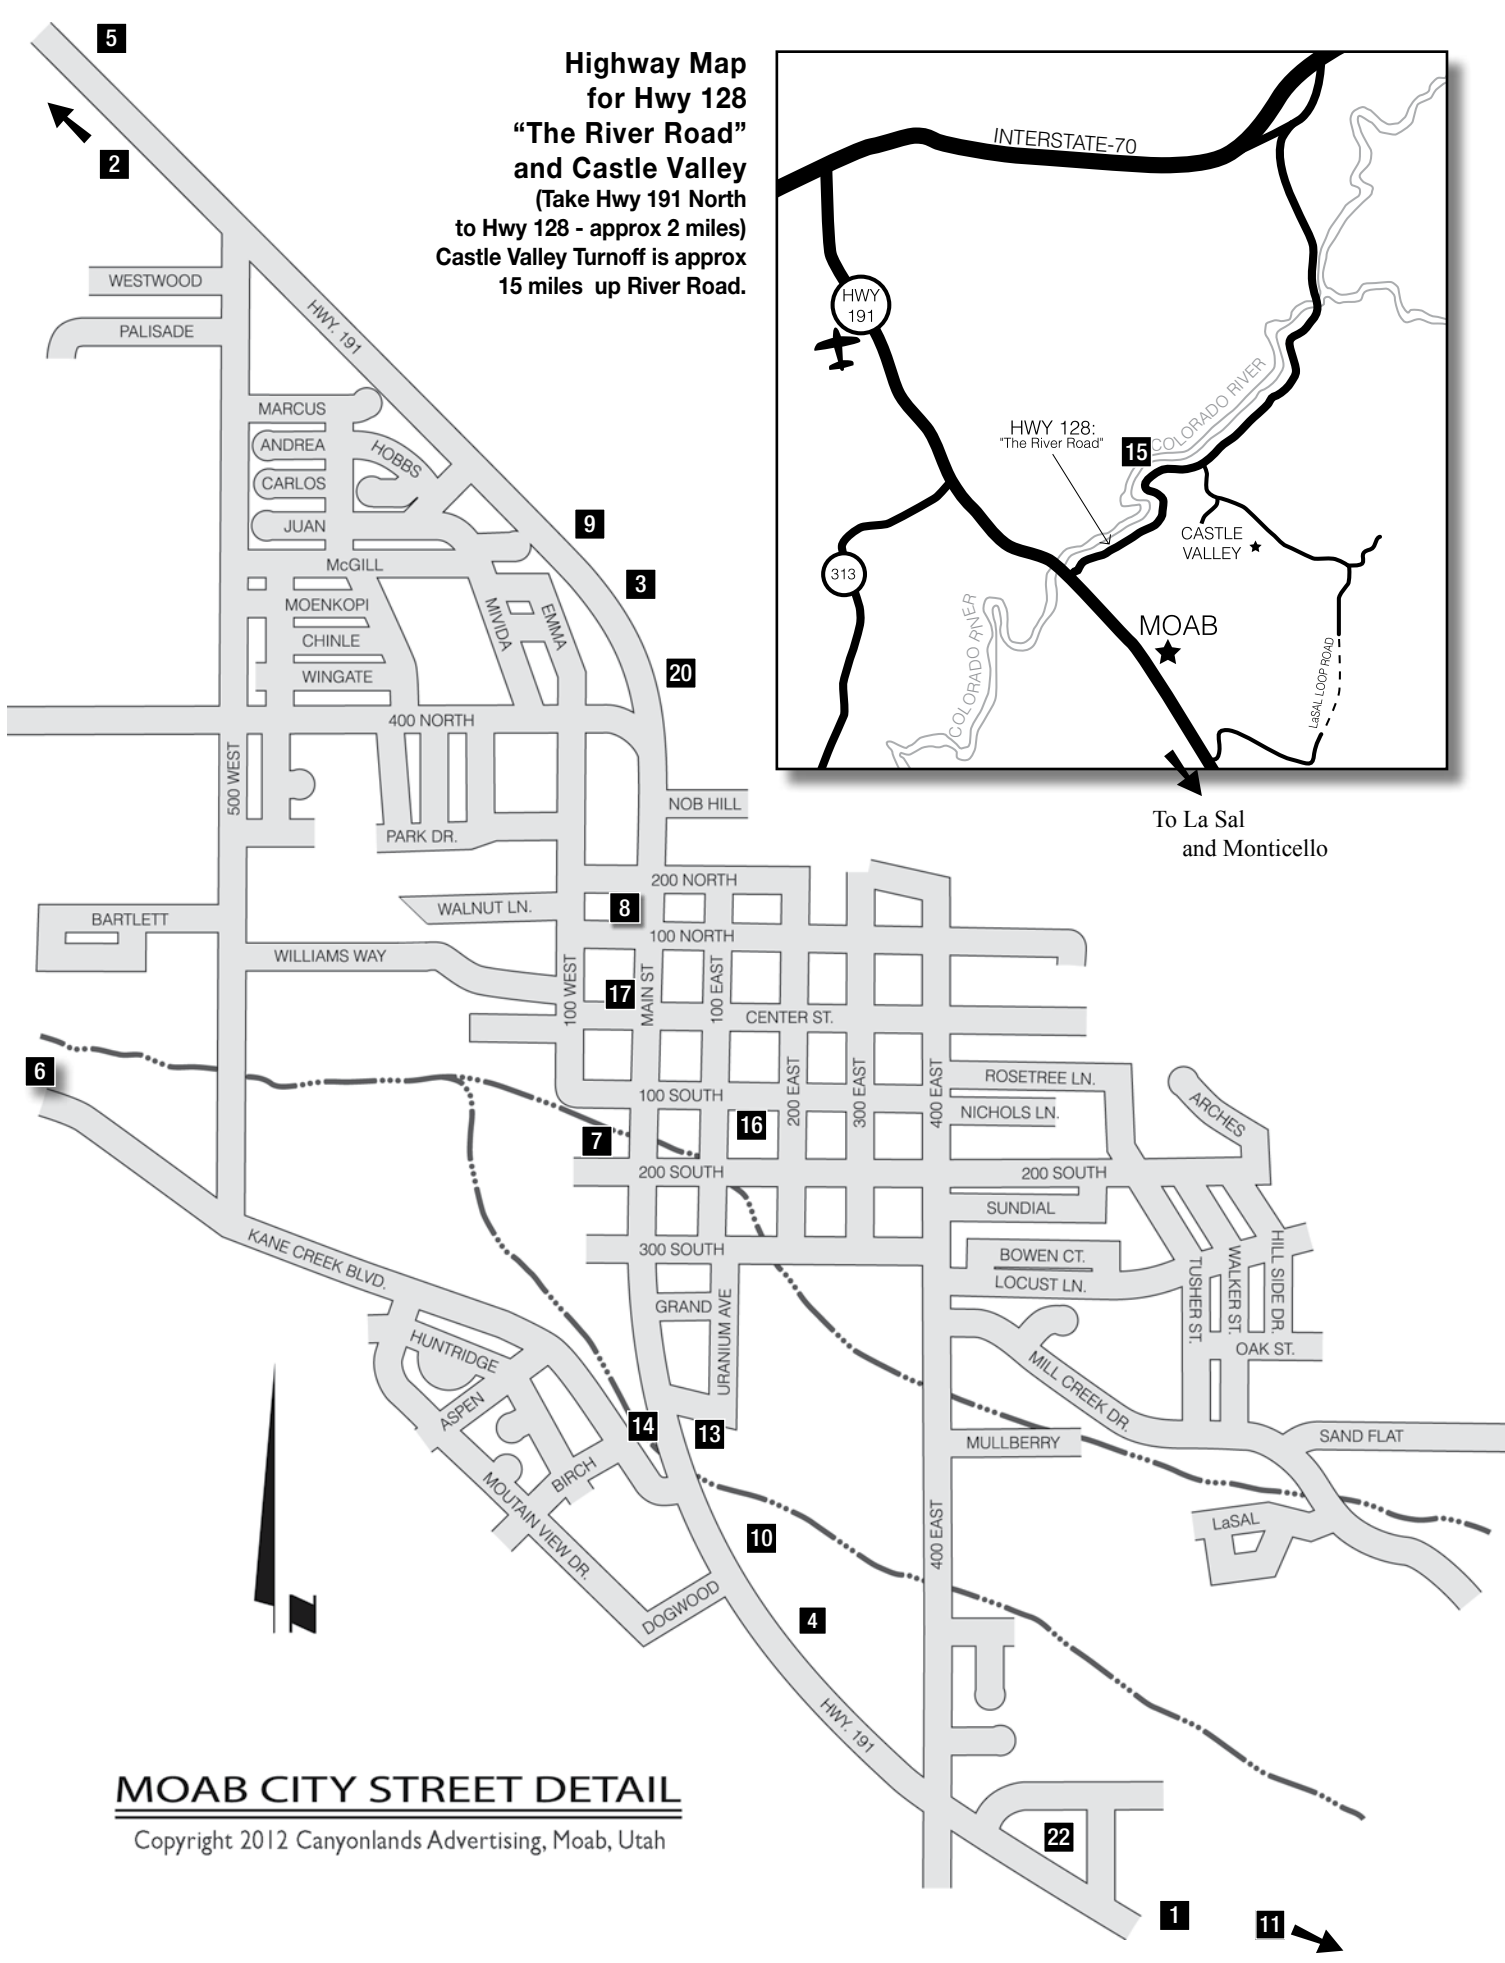 5
2
Highway Map
for Hwy 128
“The River Road”
and Castle Valley
(Take Hwy 191 North
to Hwy 128 - approx 2 miles)
Castle Valley Turnoff is approx
15 miles up River Road.
INTERSTATE-70
HWY
191
COLORADO RIVER
HWY 128:
"The River Road"
15
CASTLE
VALLEY
313
MOAB
COLORADO RIVER
LaSAL LOOP ROAD
To La Sal
and Monticello
WESTWOOD
PALISADE
HWY. 191
MARCUS
ANDREA
HOBBS
CARLOS
JUAN
9
McGILL
3
MOENKOPI
MIVIDA
EMMA
CHINLE
WINGATE
20
400 NORTH
500 WEST
NOB HILL
PARK DR.
200 NORTH
WALNUT LN.
8
BARTLETT
100 NORTH
WILLIAMS WAY
100 WEST
17
MAIN ST
100 EAST
CENTER ST.
6
200 EAST
300 EAST
400 EAST
ROSETREE LN.
100 SOUTH
NICHOLS LN.
ARCHES
16
7
200 SOUTH
200 SOUTH
SUNDIAL
KANE CREEK BLVD.
300 SOUTH
BOWEN CT.
LOCUST LN.
TUSHER ST.
WALKER ST.
HILL SIDE DR.
GRAND
URANIUM AVE
HUNTRIDGE
OAK ST.
MILL CREEK DR.
ASPEN
14
13
MULLBERRY
SAND FLAT
BIRCH
MOUTAIN VIEW DR.
10
400 EAST
LaSAL
DOGWOOD
4
HWY. 191
N
MOAB CITY STREET DETAIL
Copyright 2012 Canyonlands Advertising, Moab, Utah
22
1
11